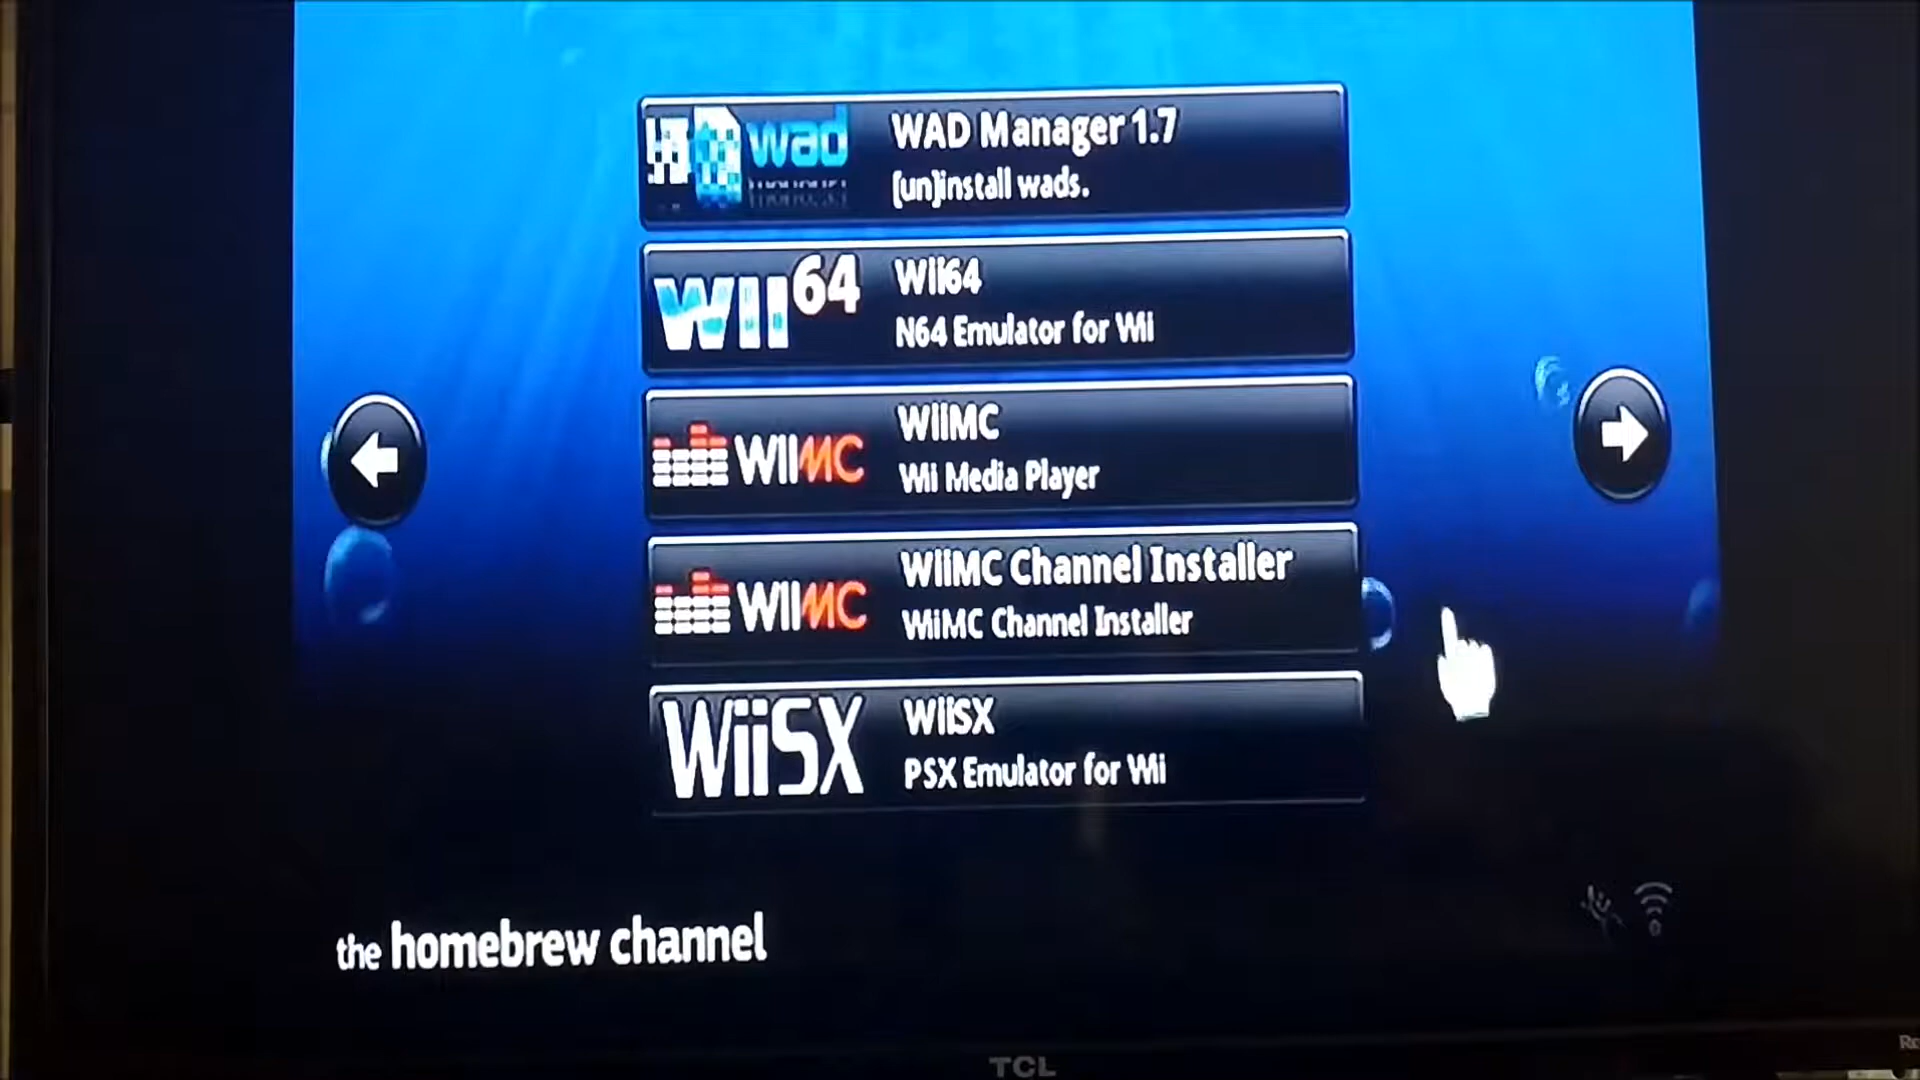 wad
WAD Manager 1.7
[un]install wads.
Wii64
Wii64
N64 Emulator for Wii
WIIMC
WiiMC
Wii Media Player
WIIMC
WiiMC Channel Installer
WiiMC Channel Installer
WiiSX
WiiSX
PSX Emulator for Wii
the homebrew channel
TCL